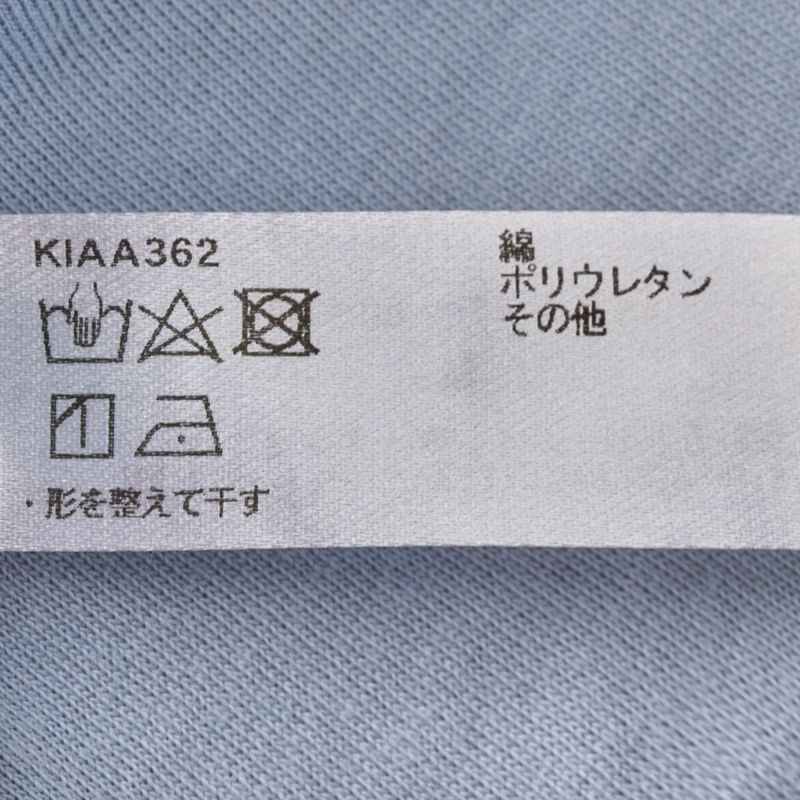 KIAA362
綿
ポリウレタン
その他
・形を整えて干す